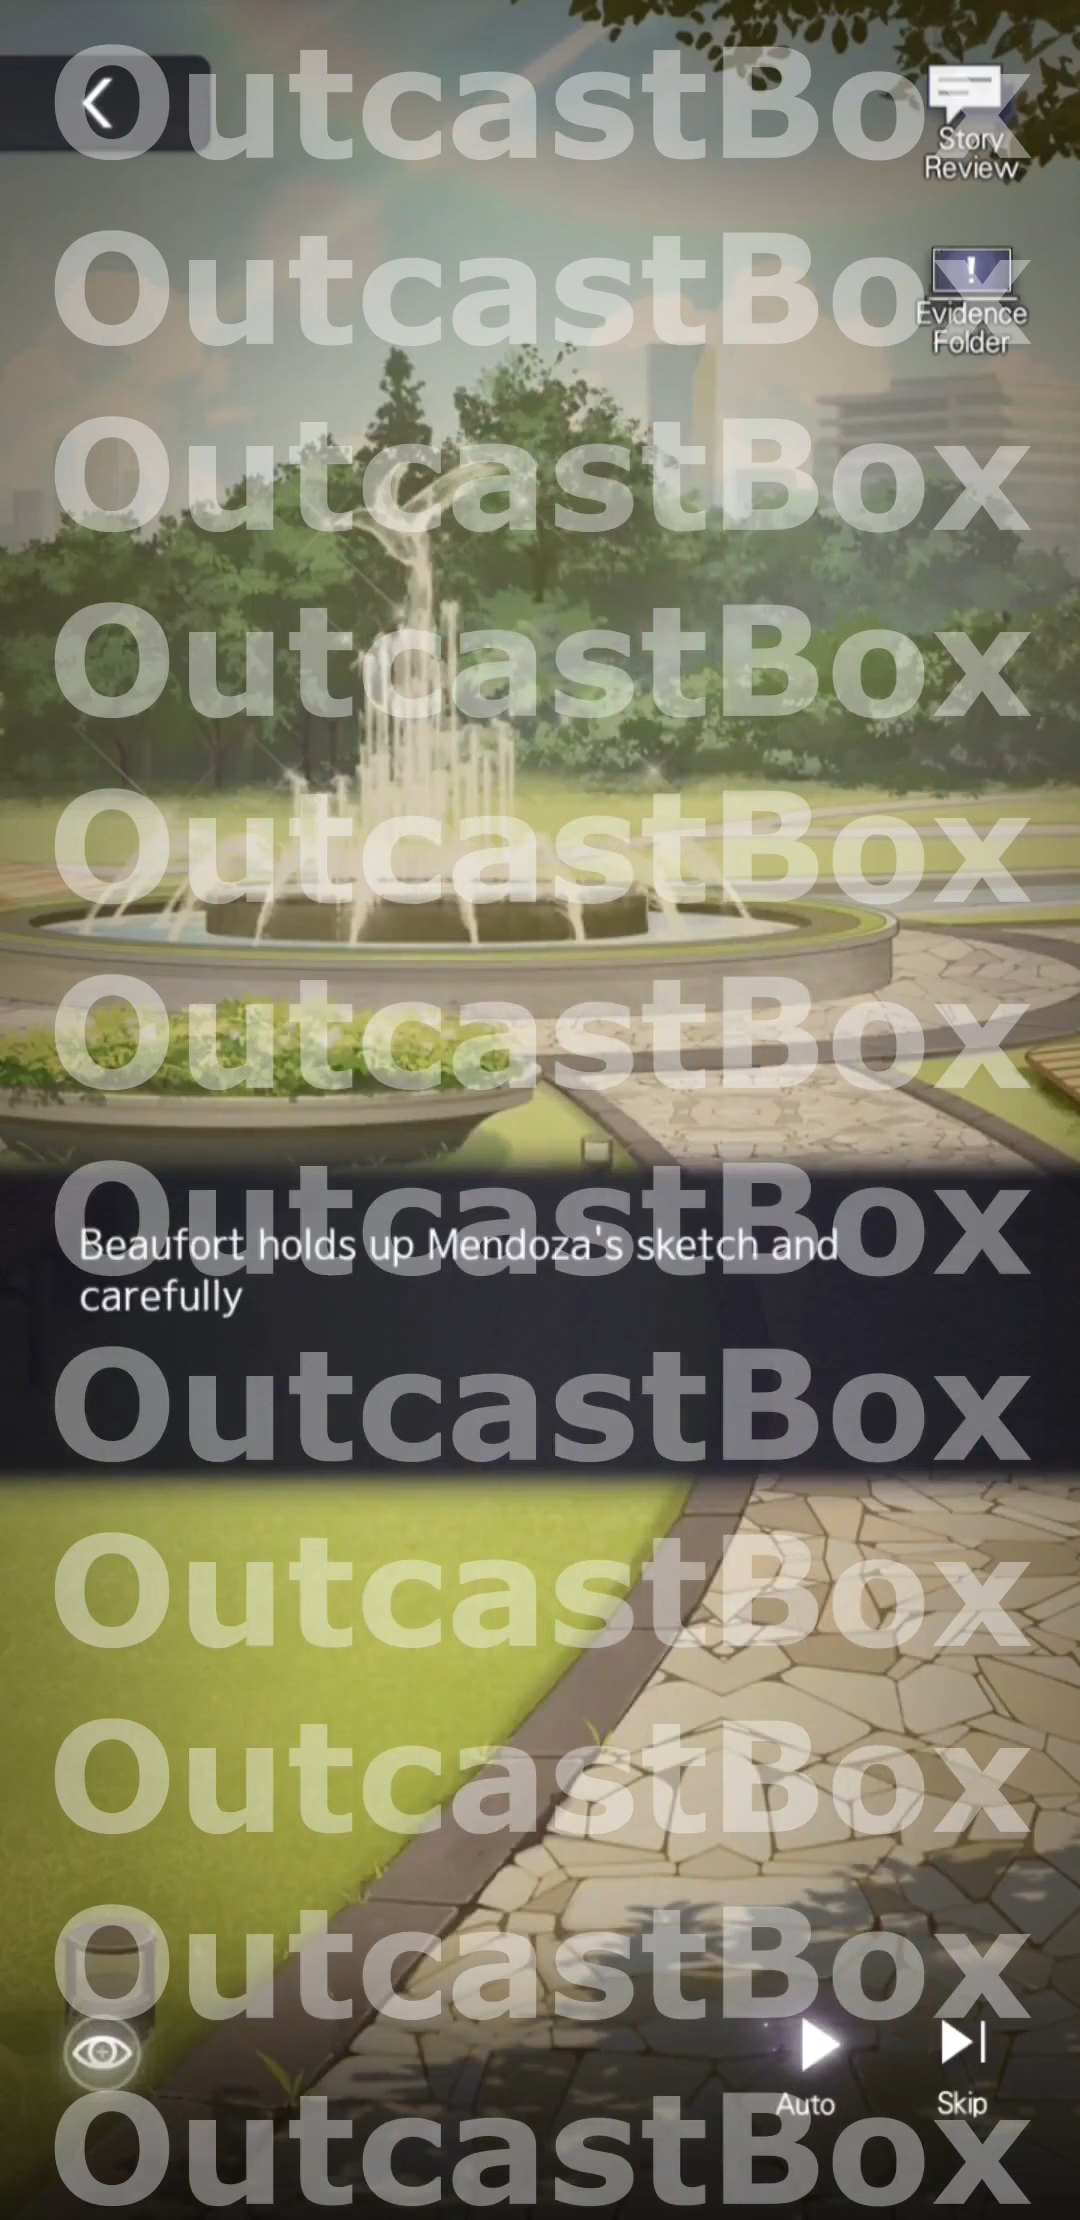 OutcastBox
Story
Review
OutcastBox
Evidence
Folder
OutcastBox
OutcastBox
OutcastBox
OutcastBox
OutcastBox
Beaufort holds up Mendoza's sketch and
carefully
OutcastBox
OutcastBox
OutcastBox
OutcastBox
Auto
Skip
OutcastBox